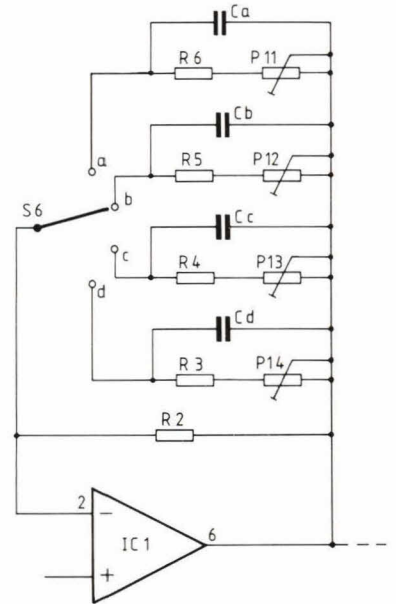 Ca
R6 P11
a
Cb
R5 P12
S6
b
Cc
c
R4 P13
d
Cd
R3 P14
R2
2
−
6
IC1
+